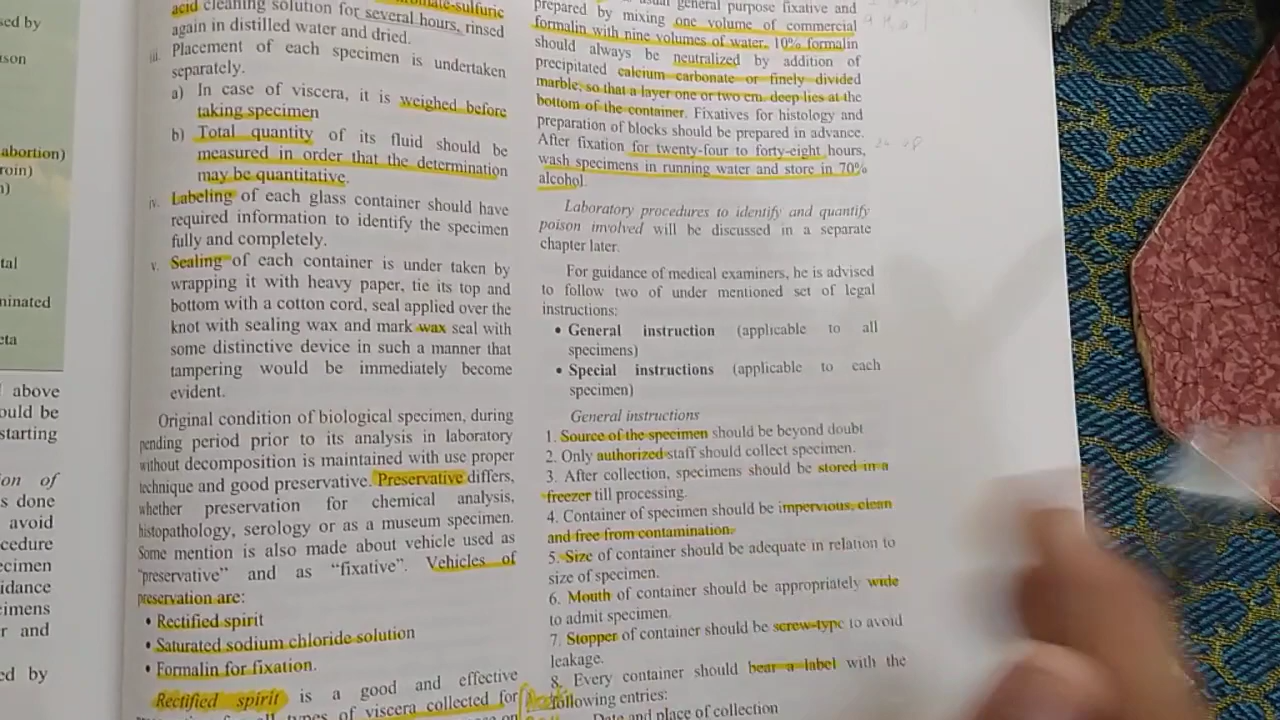 sed by
son
abortion)
roin)
n)
tal
ninated
eta
above
ould be
starting
ion of
s done
avoid
cedure
ecimen
idance
cimens
r and
ed by
acid cleaning solution for several hours, rinsed
again in distilled water and dried.
iii. Placement of each specimen is undertaken
separately.
a) In case of viscera, it is weighed before
taking specimen
b) Total quantity of its fluid should be
measured in order that the determination
may be quantitative.
iv. Labeling of each glass container should have
required information to identify the specimen
fully and completely.
v. Sealing of each container is under taken by
wrapping it with heavy paper, tie its top and
bottom with a cotton cord, seal applied over the
knot with sealing wax and mark wax seal with
some distinctive device in such a manner that
tampering would be immediately become
evident.
Original condition of biological specimen, during
pending period prior to its analysis in laboratory
without decomposition is maintained with use proper
technique and good preservative. Preservative differs,
whether preservation for chemical analysis,
histopathology, serology or as a museum specimen.
Some mention is also made about vehicle used as
"preservative" and as "fixative". Vehicles of
preservation are:
• Rectified spirit
• Saturated sodium chloride solution
• Formalin for fixation.
Rectified spirit is a good and effective
types of viscera collected for
general purpose fixative and
prepared by mixing one volume of commercial
formalin with nine volumes of water. 10% formalin
should always be neutralized by addition of
precipitated calcium carbonate or finely divided
marble, so that a layer one or two cm. deep lies at the
bottom of the container. Fixatives for histology and
preparation of blocks should be prepared in advance.
After fixation for twenty-four to forty-eight hours,
wash specimens in running water and store in 70%
alcohol.
Laboratory procedures to identify and quantify
poison involved will be discussed in a separate
chapter later.
For guidance of medical examiners, he is advised
to follow two of under mentioned set of legal
instructions:
• General instruction (applicable to all
specimens)
• Special instructions (applicable to each
specimen)
General instructions
1. Source of the specimen should be beyond doubt
2. Only authorized staff should collect specimen.
3. After collection, specimens should be stored in a
freezer till processing.
4. Container of specimen should be impervious, clean
and free from contamination.
5. Size of container should be adequate in relation to
size of specimen.
6. Mouth of container should be appropriately wide
to admit specimen.
7. Stopper of container should be screw-type to avoid
leakage.
8. Every container should bear a label with the
following entries:
Date and place of collection